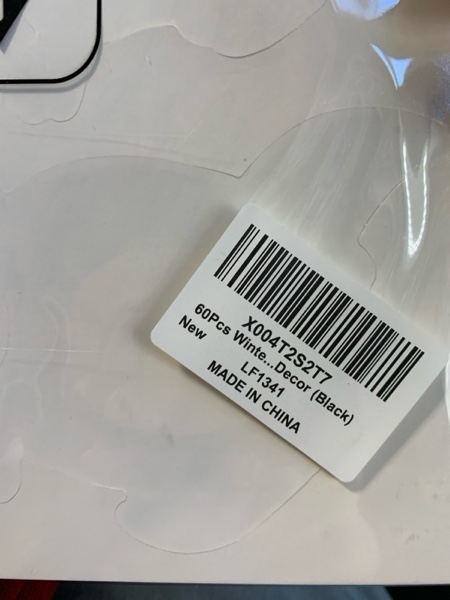 X004T2S2T7
60Pcs Winte...Decor (Black)
New
LF1341
MADE IN CHINA